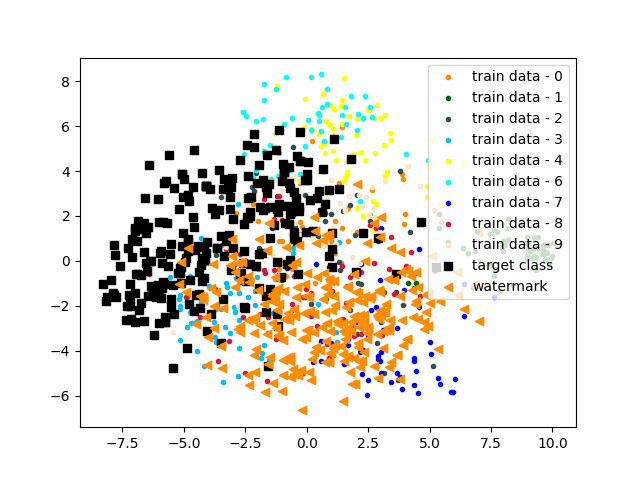 8
6
4
2
0
−2
−4
−6
−7.5
−5.0
−2.5
0.0
2.5
5.0
7.5
10.0
train data - 0
train data - 1
train data - 2
train data - 3
train data - 4
train data - 6
train data - 7
train data - 8
train data - 9
target class
watermark